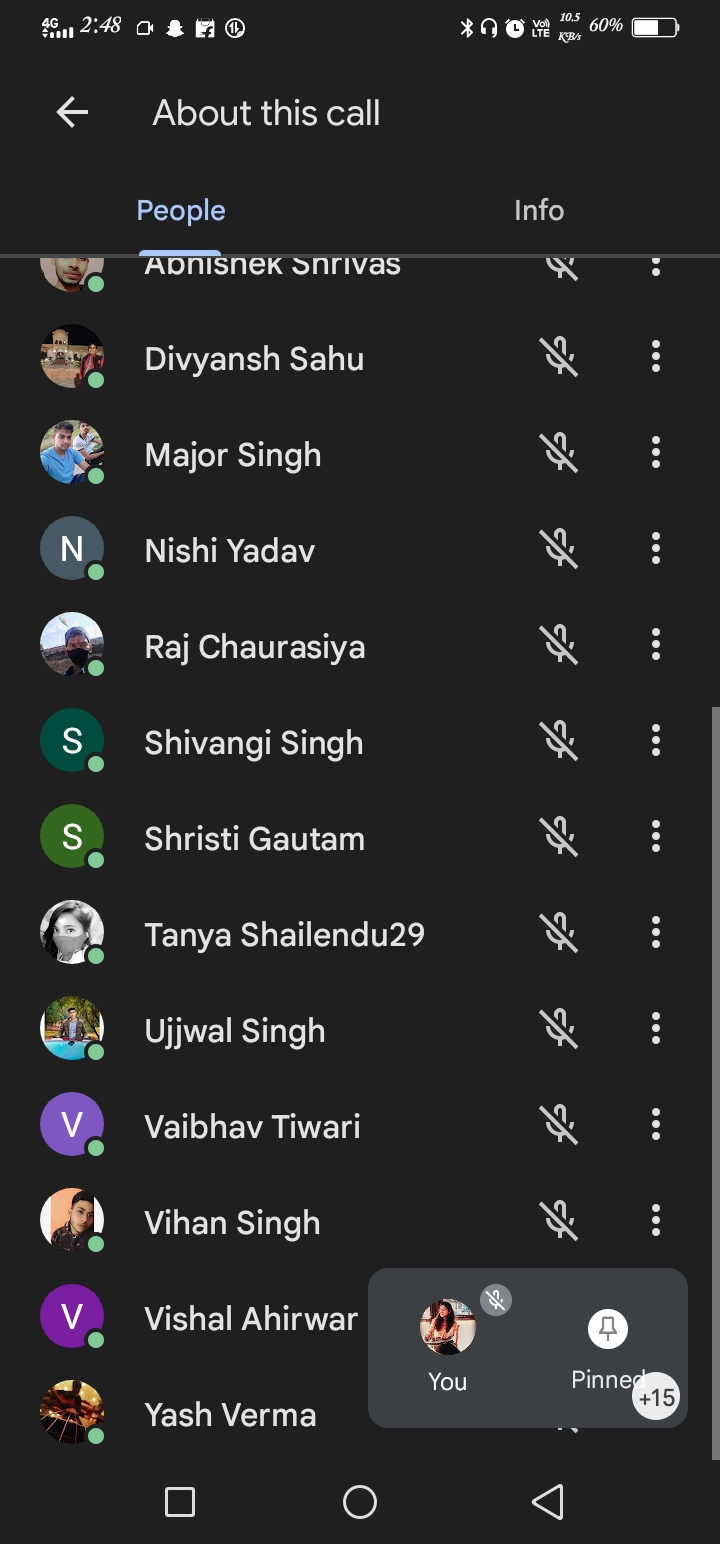 4G 2:48 Vo) LTE 10.5 KB/s 60%
About this call
People Info
Abhishek Shrivas
Divyansh Sahu
Major Singh
N Nishi Yadav
Raj Chaurasiya
S Shivangi Singh
S Shristi Gautam
Tanya Shailendu29
Ujjwal Singh
V Vaibhav Tiwari
Vihan Singh
V Vishal Ahirwar
You Pinned
+15
Yash Verma